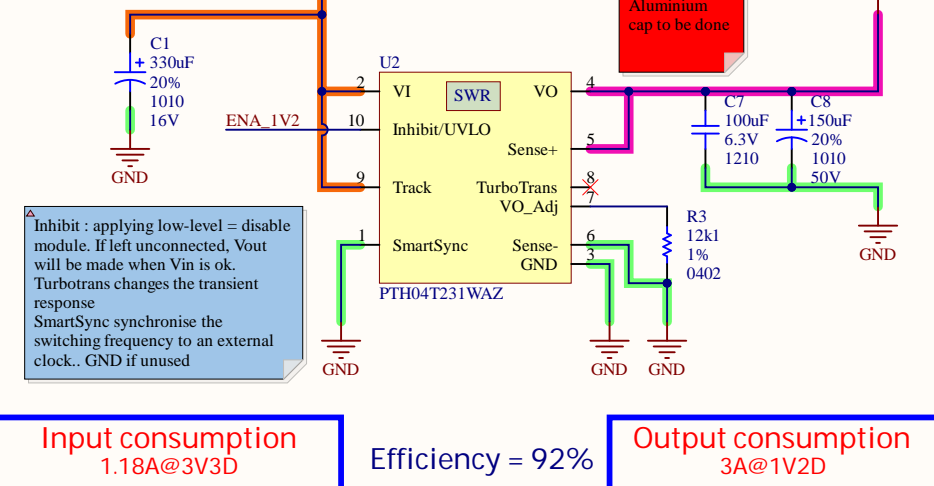 Aluminium
cap to be done
C1
330uF
20%
1010
16V
GND
U2
SWR
2 VI VO 4
ENA_1V2 10 Inhibit/UVLO
Sense+ 5
9 Track TurboTrans 8
VO_Adj 7
1 SmartSync Sense- 6
GND 3
PTH04T231WAZ
C7
100uF
6.3V
1210
C8
150uF
20%
1010
50V
GND
R3
12k1
1%
0402
GND
GND
GND
Inhibit : applying low-level = disable
module. If left unconnected, Vout
will be made when Vin is ok.
Turbotrans changes the transient
response
SmartSync synchronise the
switching frequency to an external
clock.. GND if unused
Input consumption
1.18A@3V3D
Efficiency = 92%
Output consumption
3A@1V2D